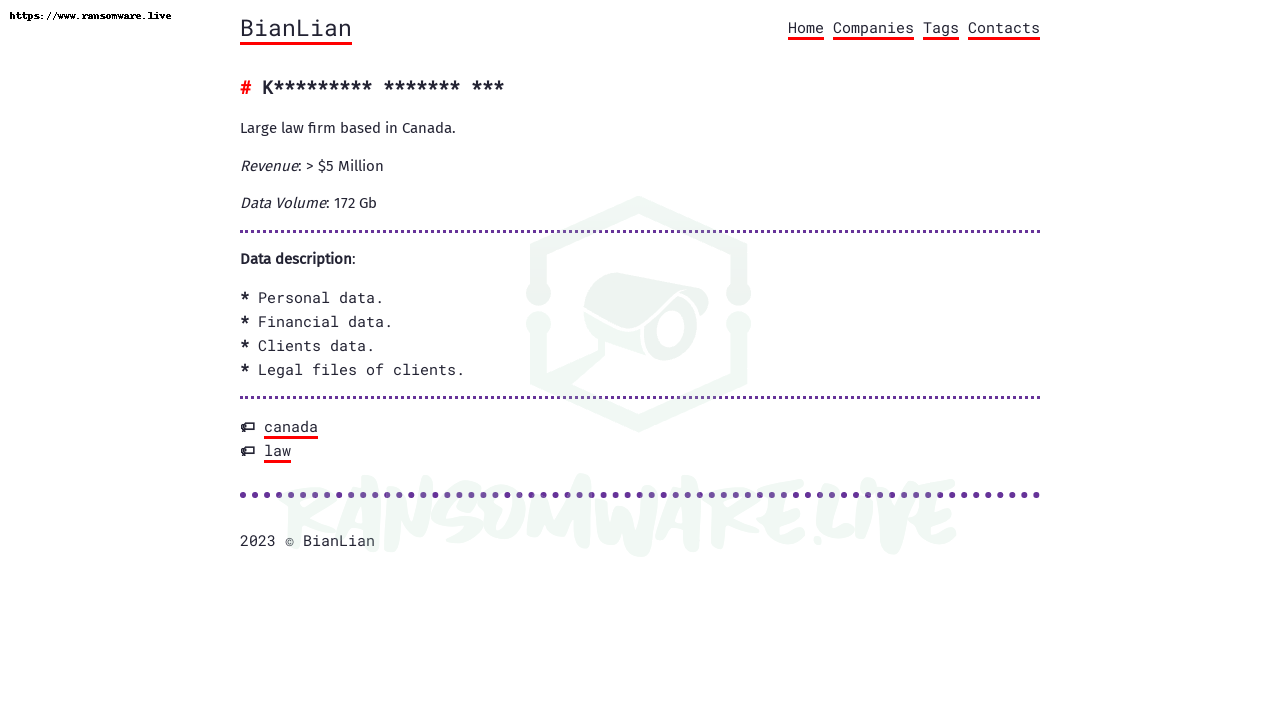 https://www.ransomware.live
BianLian
Home Companies Tags Contacts
# K********* ******* ***
Large law firm based in Canada.
Revenue: > $5 Million
Data Volume: 172 Gb
Data description:
* Personal data.
* Financial data.
* Clients data.
* Legal files of clients.
canada
law
RANSOMWARE.LIVE
2023 © BianLian